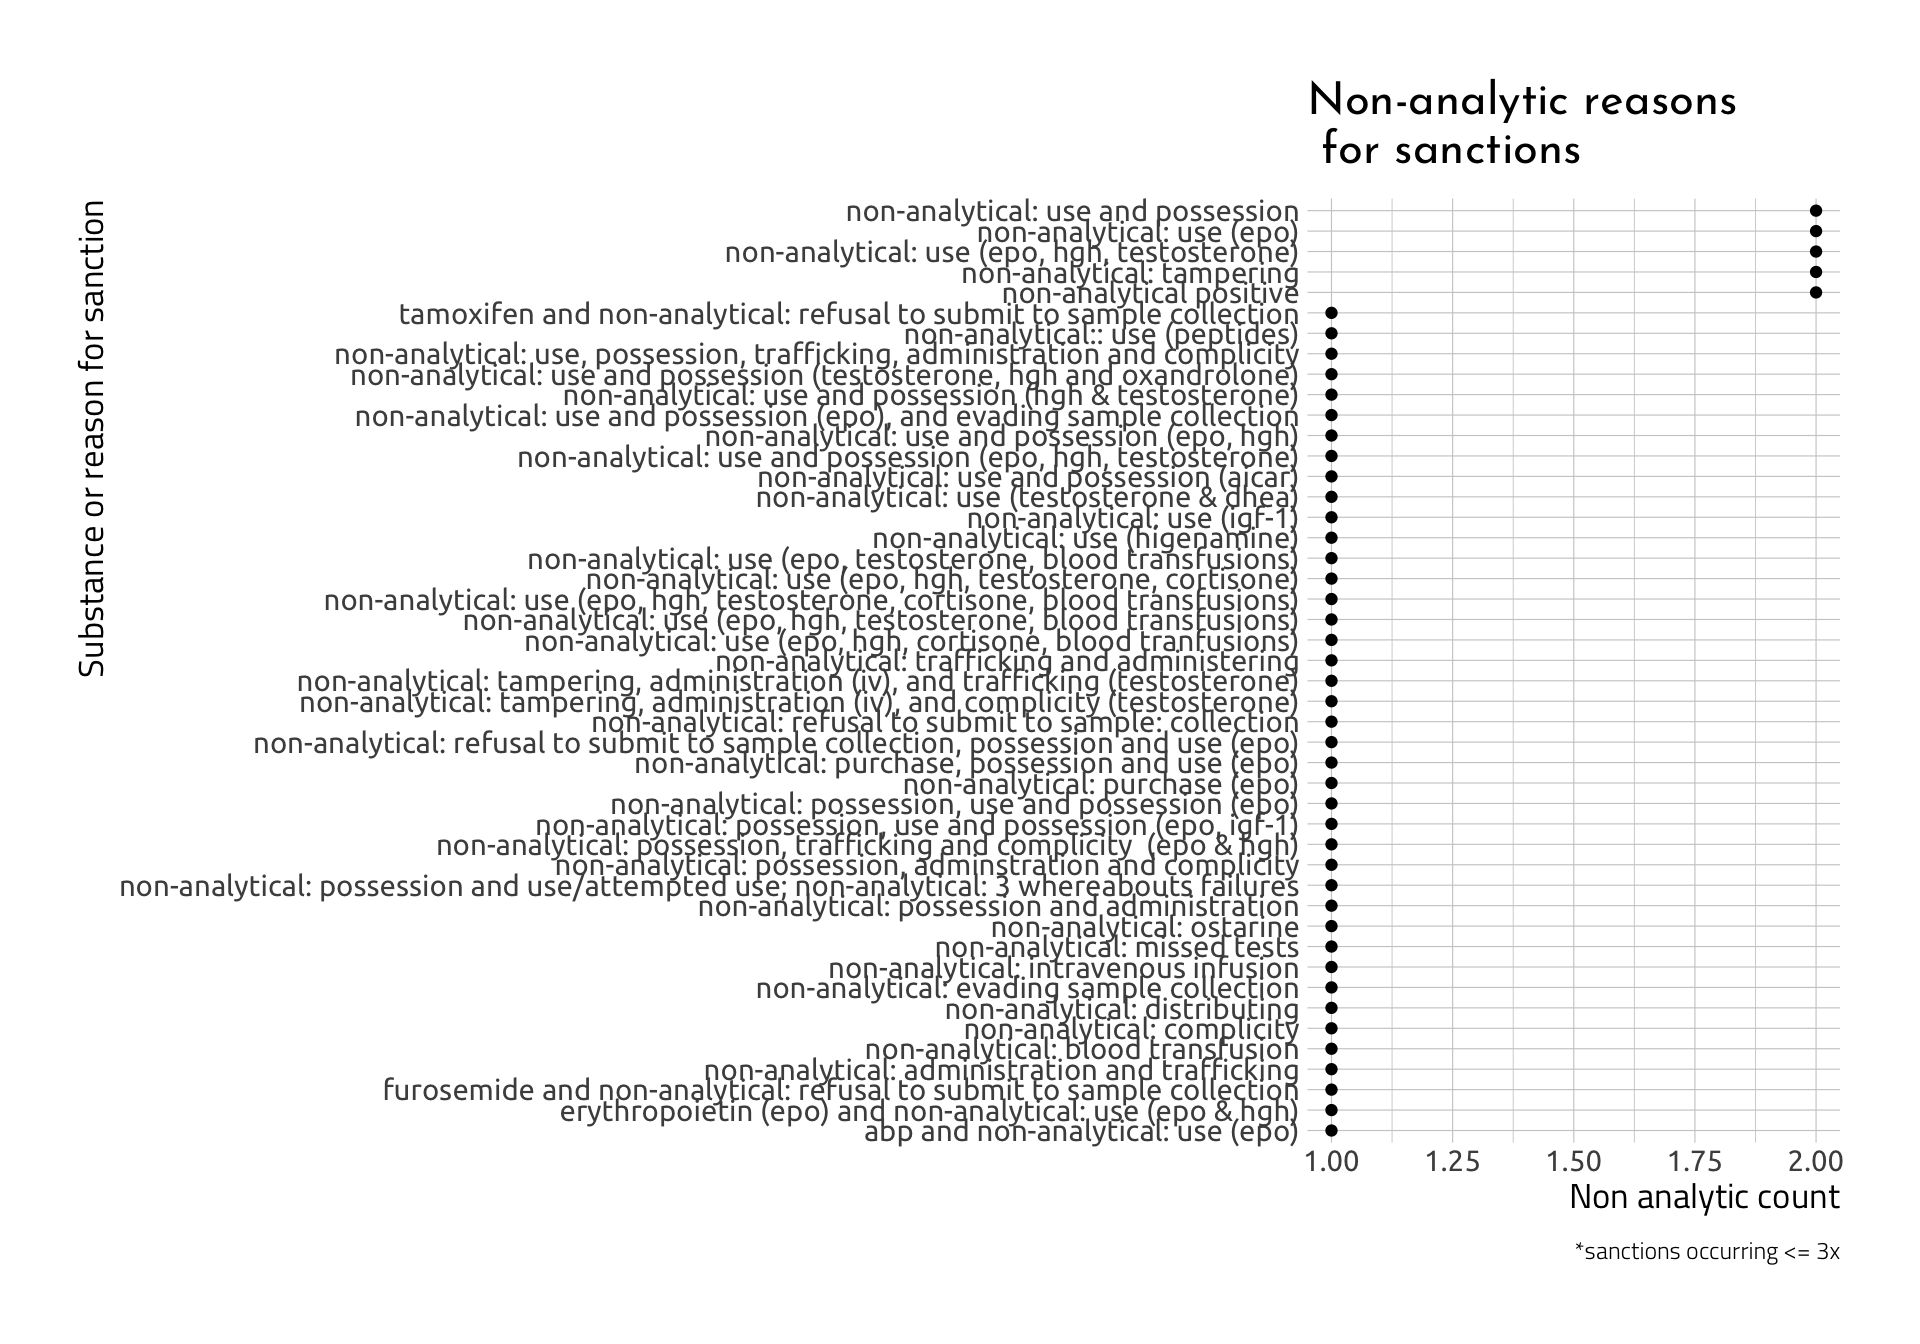 Non-analytic reasons
for sanctions
Substance or reason for sanction
non-analytical: use and possession
non-analytical: use (epo)
non-analytical: use (epo, hgh, testosterone)
non-analytical: tampering
non-analytical positive
tamoxifen and non-analytical: refusal to submit to sample collection
non-analytical:: use (peptides)
non-analytical: use, possession, trafficking, administration and complicity
non-analytical: use and possession (testosterone, hgh and oxandrolone)
non-analytical: use and possession (hgh & testosterone)
non-analytical: use and possession (epo), and evading sample collection
non-analytical: use and possession (epo, hgh)
non-analytical: use and possession (epo, hgh, testosterone)
non-analytical: use and possession (aicar)
non-analytical: use (testosterone & dhea)
non-analytical: use (igf-1)
non-analytical: use (higenamine)
non-analytical: use (epo, testosterone, blood transfusions)
non-analytical: use (epo, hgh, testosterone, cortisone)
non-analytical: use (epo, hgh, testosterone, cortisone, blood transfusions)
non-analytical: use (epo, hgh, testosterone, blood transfusions)
non-analytical: use (epo, hgh, cortisone, blood tranfusions)
non-analytical: trafficking and administering
non-analytical: tampering, administration (iv), and trafficking (testosterone)
non-analytical: tampering, administration (iv), and complicity (testosterone)
non-analytical: refusal to submit to sample: collection
non-analytical: refusal to submit to sample collection, possession and use (epo)
non-analytical: purchase, possession and use (epo)
non-analytical: purchase (epo)
non-analytical: possession, use and possession (epo)
non-analytical: possession, use and possession (epo, igf-1)
non-analytical: possession, trafficking and complicity  (epo & hgh)
non-analytical: possession, adminstration and complicity
non-analytical: possession and use/attempted use; non-analytical: 3 whereabouts failures
non-analytical: possession and administration
non-analytical: ostarine
non-analytical: missed tests
non-analytical: intravenous infusion
non-analytical: evading sample collection
non-analytical: distributing
non-analytical: complicity
non-analytical: blood transfusion
non-analytical: administration and trafficking
furosemide and non-analytical: refusal to submit to sample collection
erythropoietin (epo) and non-analytical: use (epo & hgh)
abp and non-analytical: use (epo)
1.00 1.25 1.50 1.75 2.00
Non analytic count
*sanctions occurring <= 3x